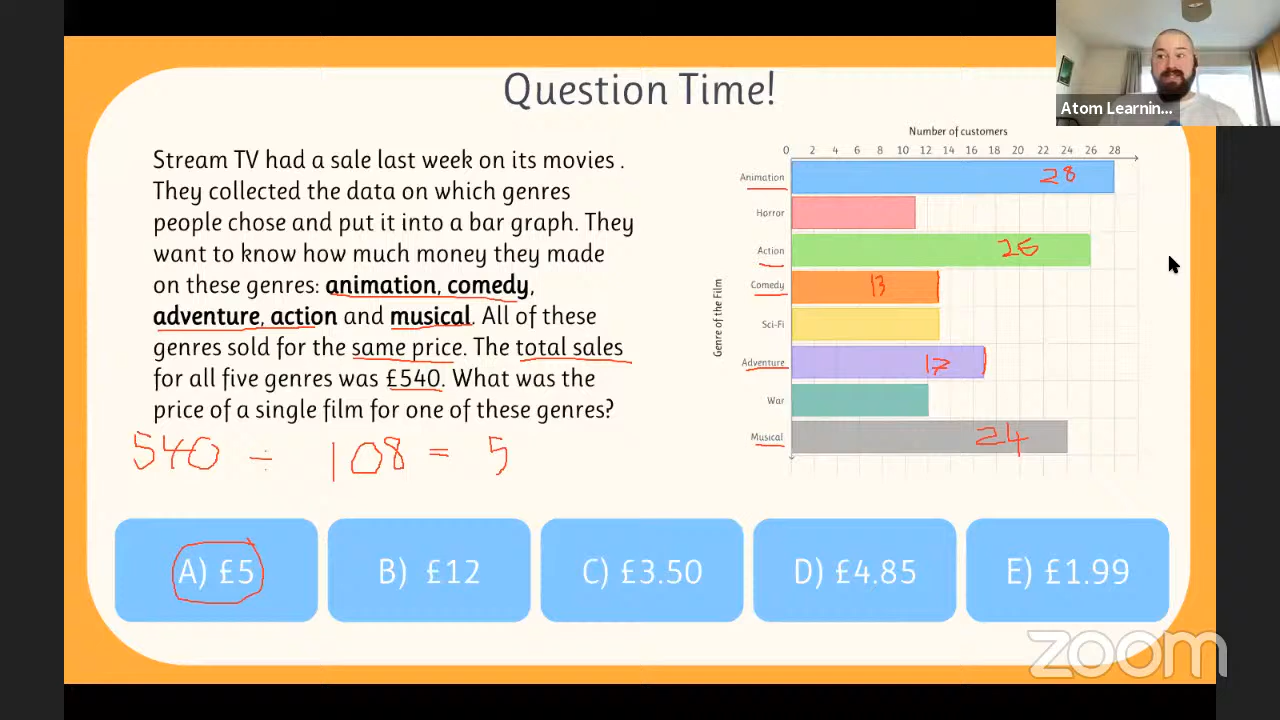 Question Time!
Atom Learnin...
Stream TV had a sale last week on its movies .
They collected the data on which genres
people chose and put it into a bar graph. They
want to know how much money they made
on these genres: animation, comedy,
adventure, action and musical. All of these
genres sold for the same price. The total sales
for all five genres was £540. What was the
price of a single film for one of these genres?
540 ÷ 108 = 5
Number of customers
0 2 4 6 8 10 12 14 16 18 20 22 24 26 28
Genre of the Film
Animation 28
Horror
Action 26
Comedy 13
Sci-Fi
Adventure 17
War
Musical 24
A) £5
B) £12
C) £3.50
D) £4.85
E) £1.99
zoom